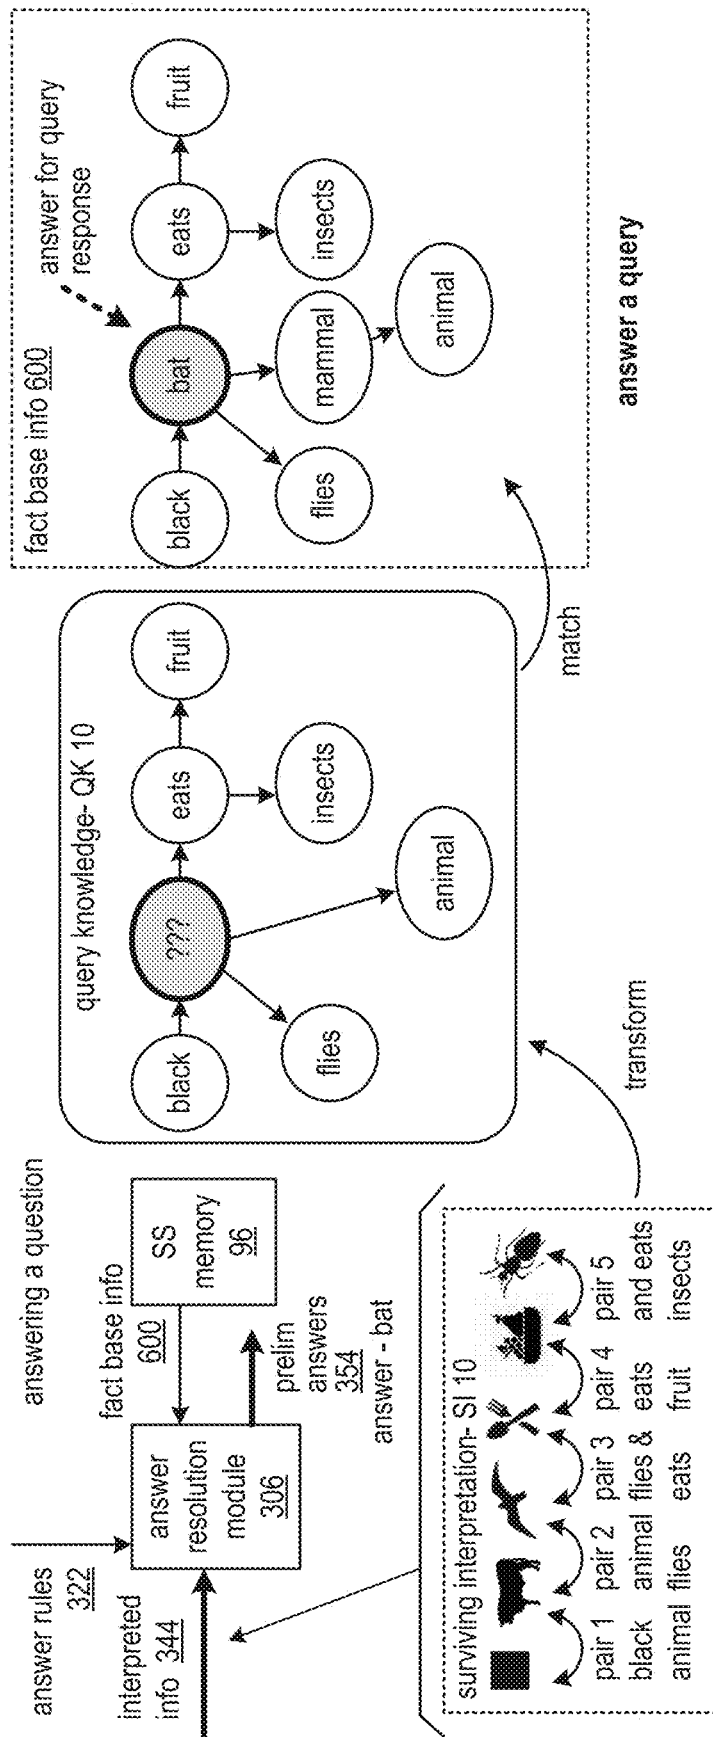 answering a question
answer rules
322
interpreted
info 344
answer
resolution
module
306
fact base info
600
SS
memory
96
prelim
answers
354
answer - bat
surviving interpretation- SI 10
pair 1
black
animal
pair 2
animal
flies
pair 3
flies &
eats
pair 4
eats
fruit
pair 5
and eats
insects
transform
query knowledge- QK 10
black
???
eats
fruit
flies
insects
animal
match
fact base info 600
answer for query
response
black
bat
eats
fruit
flies
mammal
insects
animal
answer a query